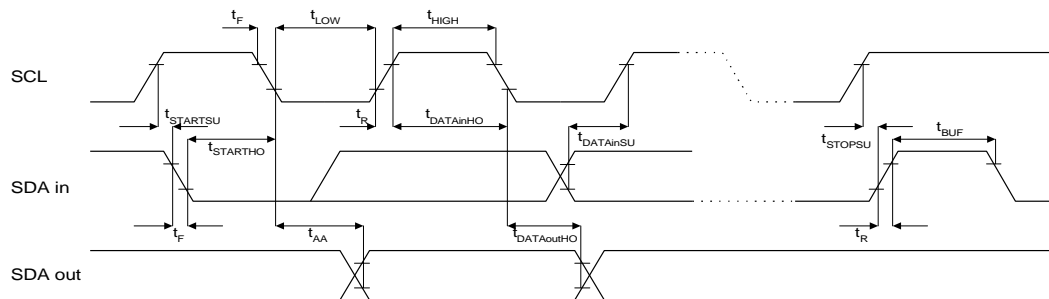 tF tLOW tHIGH
SCL
tSTARTSU tR tDATAinHO tDATAinSU tSTOPSU tBUF
tSTARTHO
SDA in
tF tAA tDATAoutHO tR
SDA out